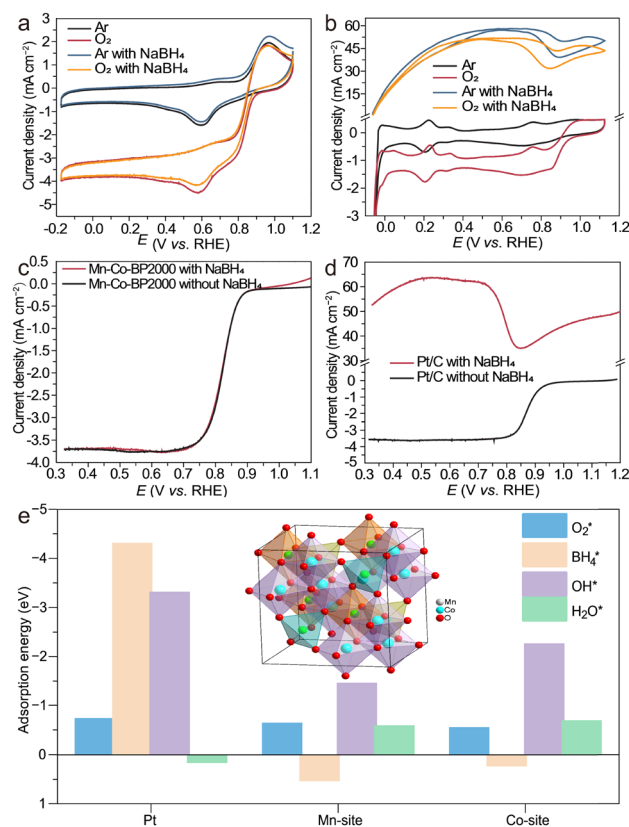 a
Ar
O₂
Ar with NaBH₄
O₂ with NaBH₄
Current density (mA cm⁻²)
3
2
1
0
-1
-2
-3
-4
-5
-0.2
0.0
0.2
0.4
0.6
0.8
1.0
1.2
E (V vs. RHE)
b
Ar
O₂
Ar with NaBH₄
O₂ with NaBH₄
Current density (mA cm⁻²)
60
45
30
15
0
-1
-2
-3
0.0
0.2
0.4
0.6
0.8
1.0
1.2
E (V vs. RHE)
c
Mn-Co-BP2000 with NaBH₄
Mn-Co-BP2000 without NaBH₄
Current density (mA cm⁻²)
0.5
0.0
-0.5
-1.0
-1.5
-2.0
-2.5
-3.0
-3.5
-4.0
0.3
0.4
0.5
0.6
0.7
0.8
0.9
1.0
1.1
E (V vs. RHE)
d
Pt/C with NaBH₄
Pt/C without NaBH₄
Current density (mA cm⁻²)
70
60
50
40
30
0
-1
-2
-3
-4
-5
0.4
0.6
0.8
1.0
1.2
E (V vs. RHE)
e
Adsorption energy (eV)
-5
-4
-3
-2
-1
0
1
O₂*
BH₄*
OH*
H₂O*
Mn
Co
O
Pt
Mn-site
Co-site